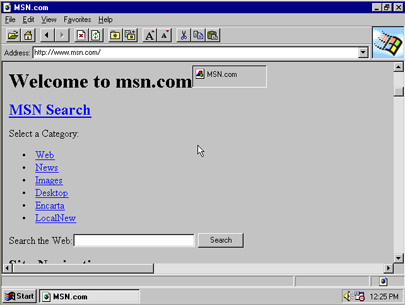 MSN.com
File Edit View Favorites Help
Address: http://www.msn.com/
Welcome to msn.com
MSN.com
MSN Search
Select a Category:
• Web
• News
• Images
• Desktop
• Encarta
• LocalNew
Search the Web: Search
Start MSN.com 12:25 PM